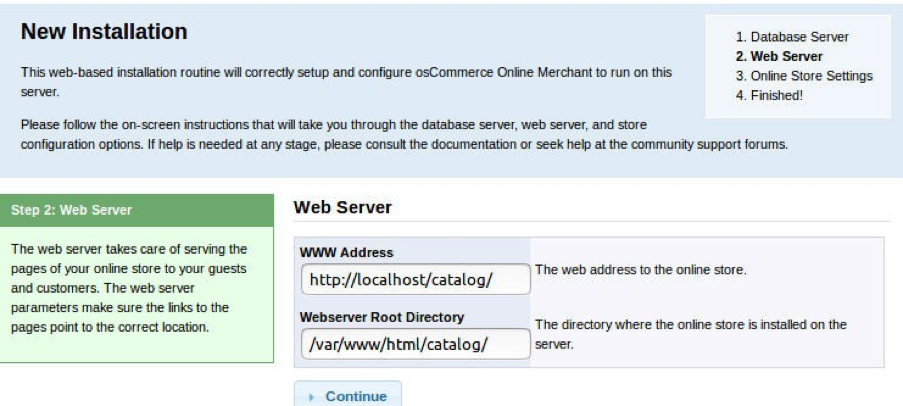 New Installation
This web-based installation routine will correctly setup and configure osCommerce Online Merchant to run on this
server.
Please follow the on-screen instructions that will take you through the database server, web server, and store
configuration options. If help is needed at any stage, please consult the documentation or seek help at the community support forums.
1. Database Server
2. Web Server
3. Online Store Settings
4. Finished!
Step 2: Web Server
The web server takes care of serving the
pages of your online store to your guests
and customers. The web server
parameters make sure the links to the
pages point to the correct location.
Web Server
WWW Address
http://localhost/catalog/
The web address to the online store.
Webserver Root Directory
/var/www/html/catalog/
The directory where the online store is installed on the
server.
Continue